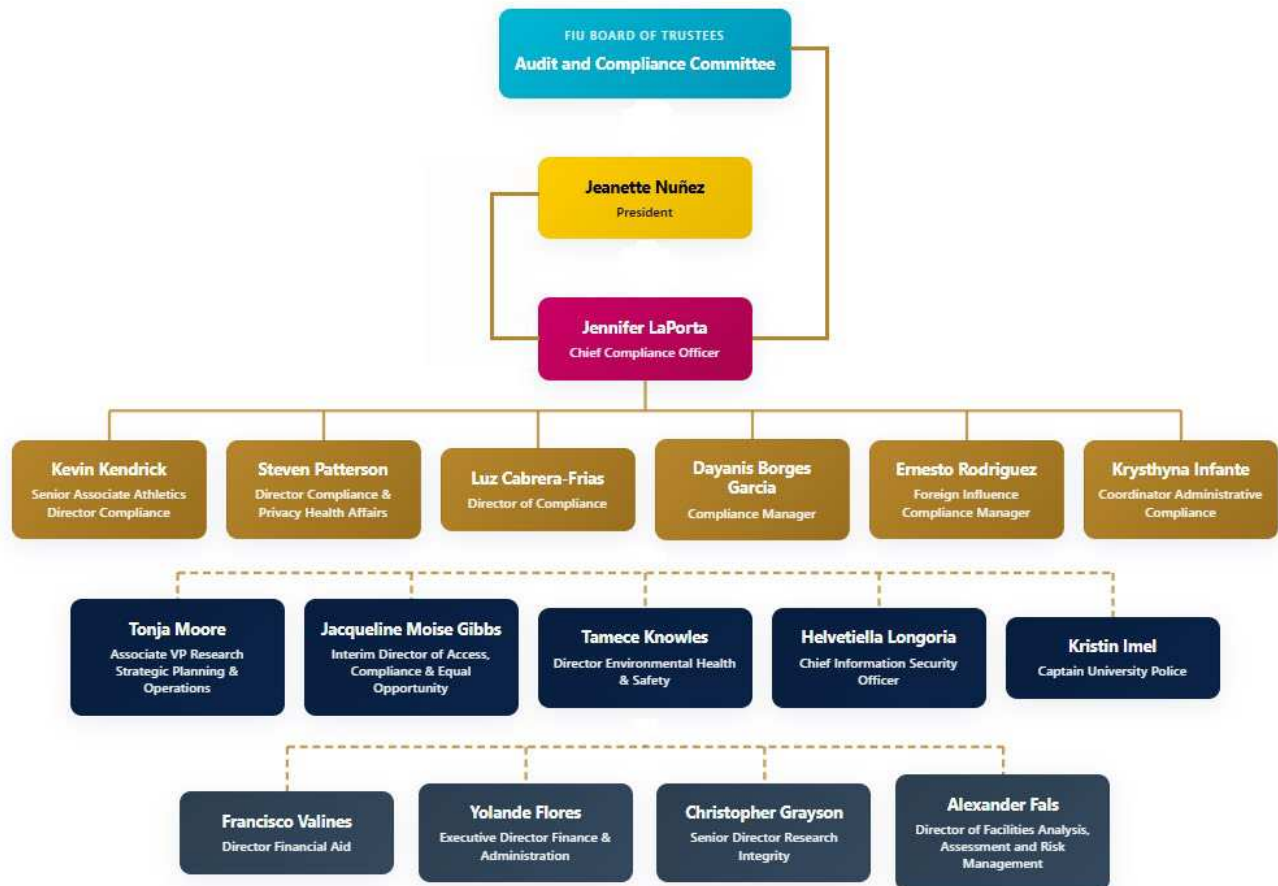 FIU BOARD OF TRUSTEES
Audit and Compliance Committee
Jeanette Nuñez
President
Jennifer LaPorta
Chief Compliance Officer
Kevin Kendrick
Senior Associate Athletics
Director Compliance
Steven Patterson
Director Compliance &
Privacy Health Affairs
Luz Cabrera-Frias
Director of Compliance
Dayanis Borges
Garcia
Compliance Manager
Ernesto Rodriguez
Foreign Influence
Compliance Manager
Krysthyna Infante
Coordinator Administrative
Compliance
Tonja Moore
Associate VP Research
Strategic Planning &
Operations
Jacqueline Moise Gibbs
Interim Director of Access,
Compliance & Equal
Opportunity
Tamece Knowles
Director Environmental Health
& Safety
Helvetiella Longoria
Chief Information Security
Officer
Kristin Imel
Captain University Police
Francisco Valines
Director Financial Aid
Yolande Flores
Executive Director Finance &
Administration
Christopher Grayson
Senior Director Research
Integrity
Alexander Fals
Director of Facilities Analysis,
Assessment and Risk
Management